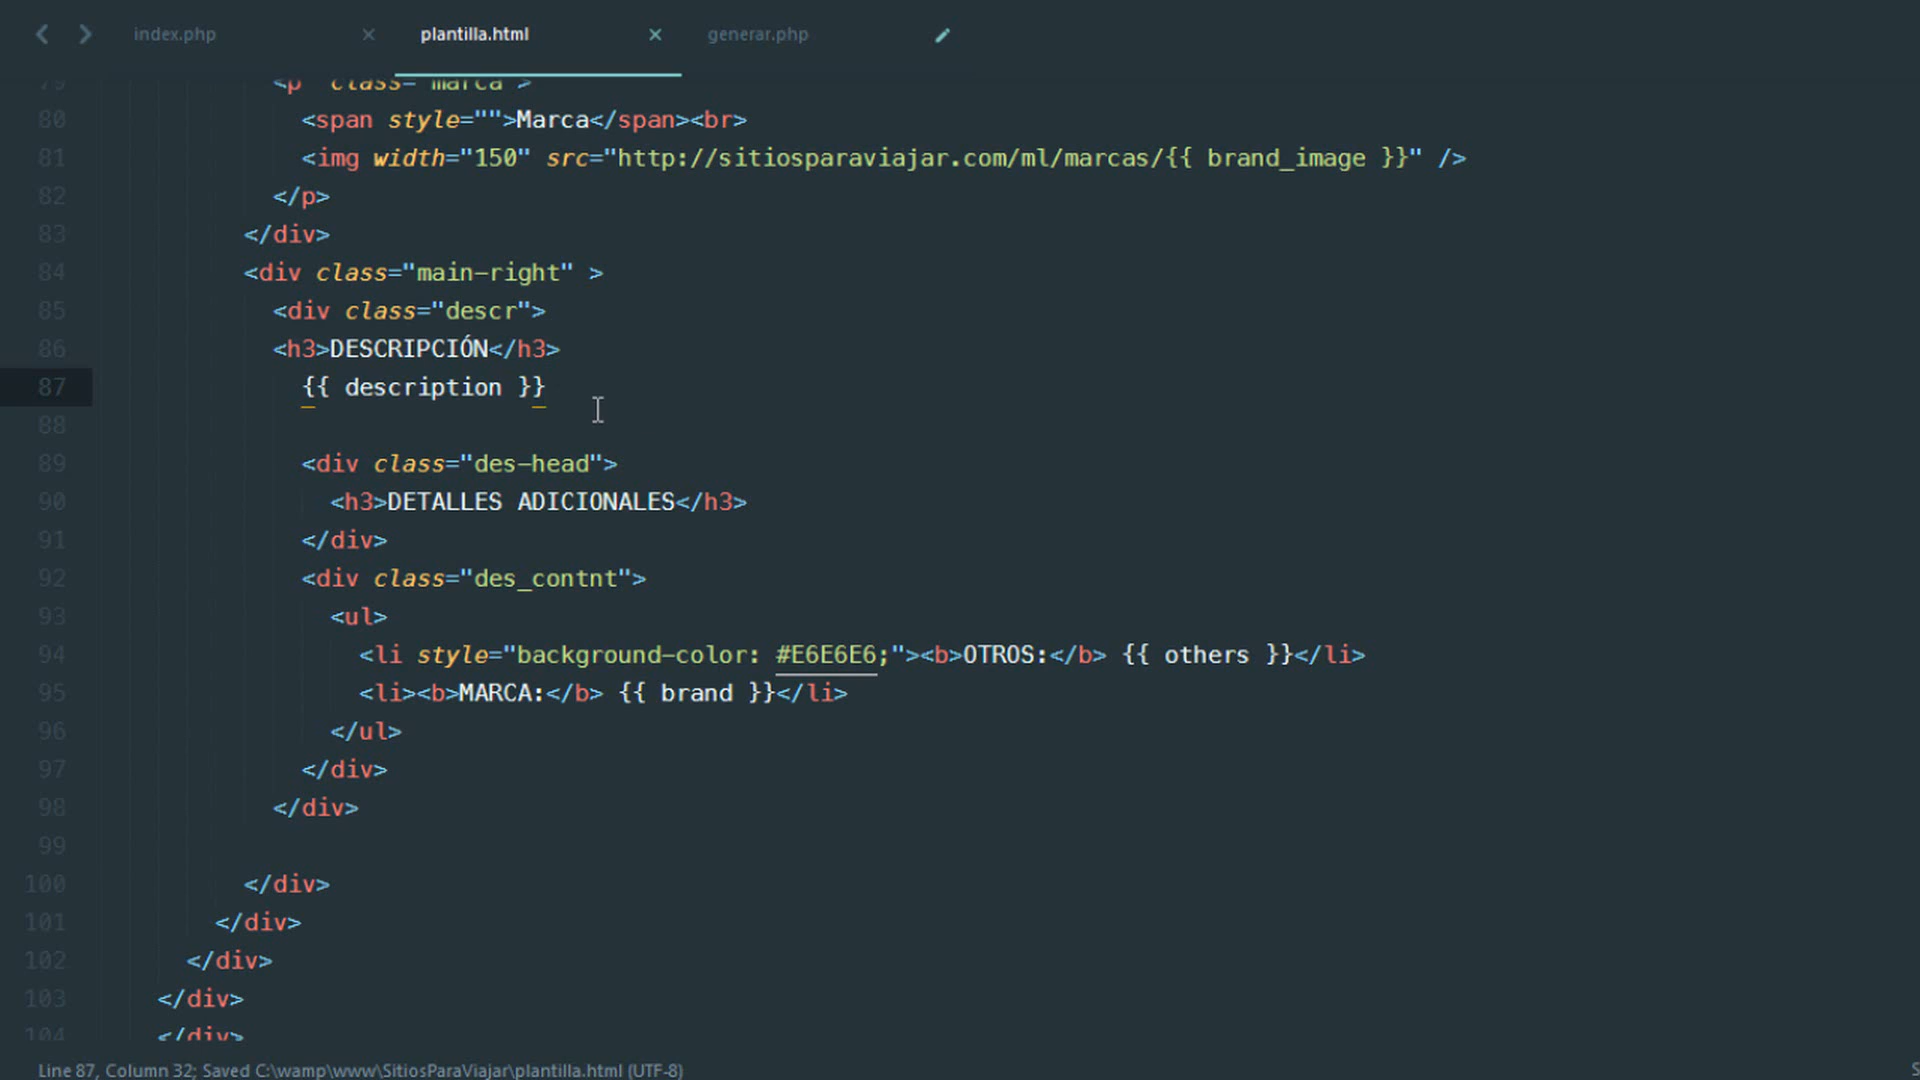 index.php × plantilla.html × generar.php
79 <p class="marca">
80 <span style="">Marca</span><br>
81 <img width="150" src="http://sitiosparaviajar.com/ml/marcas/{{ brand_image }}" />
82 </p>
83 </div>
84 <div class="main-right" >
85 <div class="descr">
86 <h3>DESCRIPCIÓN</h3>
87 {{ description }}
88
89 <div class="des-head">
90 <h3>DETALLES ADICIONALES</h3>
91 </div>
92 <div class="des_contnt">
93 <ul>
94 <li style="background-color: #E6E6E6;"><b>OTROS:</b> {{ others }}</li>
95 <li><b>MARCA:</b> {{ brand }}</li>
96 </ul>
97 </div>
98 </div>
99
100 </div>
101 </div>
102 </div>
103 </div>
104 </div>
Line 87, Column 32; Saved C:\wamp\www\SitiosParaViajar\plantilla.html (UTF-8)